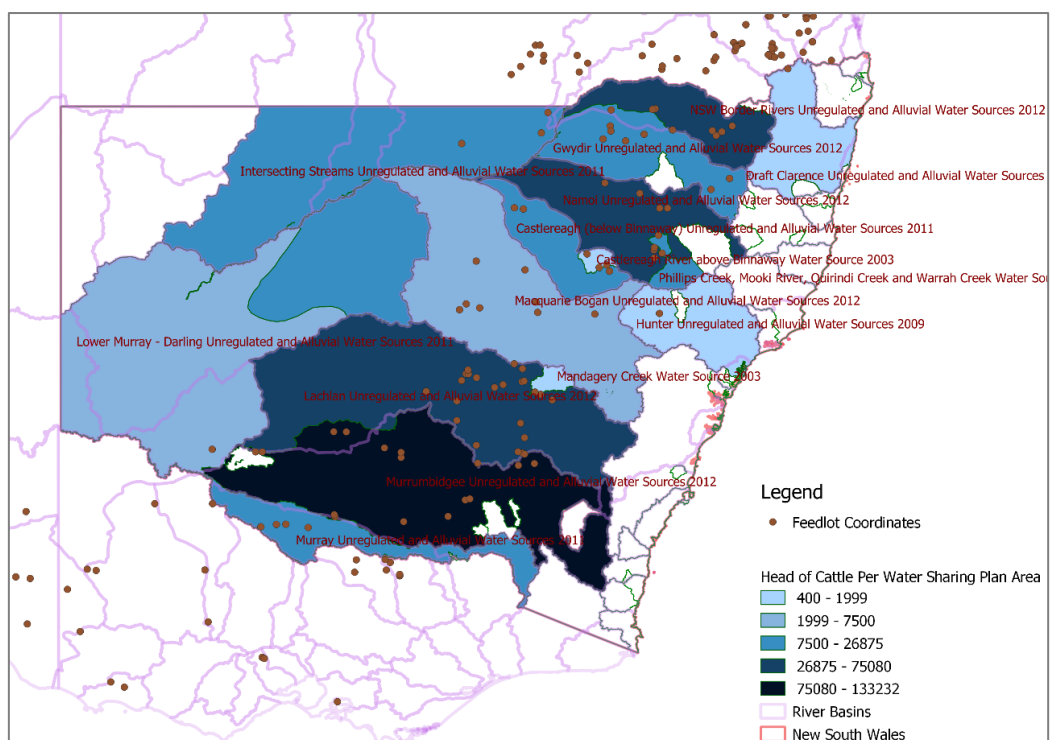 NSW Border Rivers Unregulated and Alluvial Water Sources 2012
Gwydir Unregulated and Alluvial Water Sources 2012
Intersecting Streams Unregulated and Alluvial Water Sources 2011
Draft Clarence Unregulated and Alluvial Water Sources
Namoi Unregulated and Alluvial Water Sources 2012
Castlereagh (below Binnaway) Unregulated and Alluvial Water Sources 2011
Castlereagh River above Binnaway Water Source 2003
Phillips Creek, Mooki River, Quirindi Creek and Warrah Creek Water So
Macquarie Bogan Unregulated and Alluvial Water Sources 2012
Hunter Unregulated and Alluvial Water Sources 2009
Lower Murray - Darling Unregulated and Alluvial Water Sources 2011
Mandagery Creek Water Source 2003
Lachlan Unregulated and Alluvial Water Sources 2012
Murrumbidgee Unregulated and Alluvial Water Sources 2012
Murray Unregulated and Alluvial Water Sources 2011
Legend
Feedlot Coordinates
Head of Cattle Per Water Sharing Plan Area
400 - 1999
1999 - 7500
7500 - 26875
26875 - 75080
75080 - 133232
River Basins
New South Wales